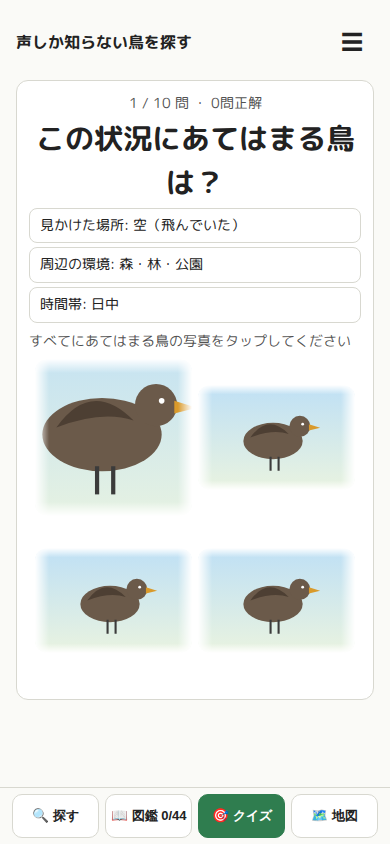 声しか知らない鳥を探す
1 / 10 問 · 0問正解
この状況にあてはまる鳥
は？
見かけた場所: 空（飛んでいた）
周辺の環境: 森・林・公園
時間帯: 日中
すべてにあてはまる鳥の写真をタップしてください
🔍 探す
📖 図鑑 0/44
🎯 クイズ
🗺️ 地図